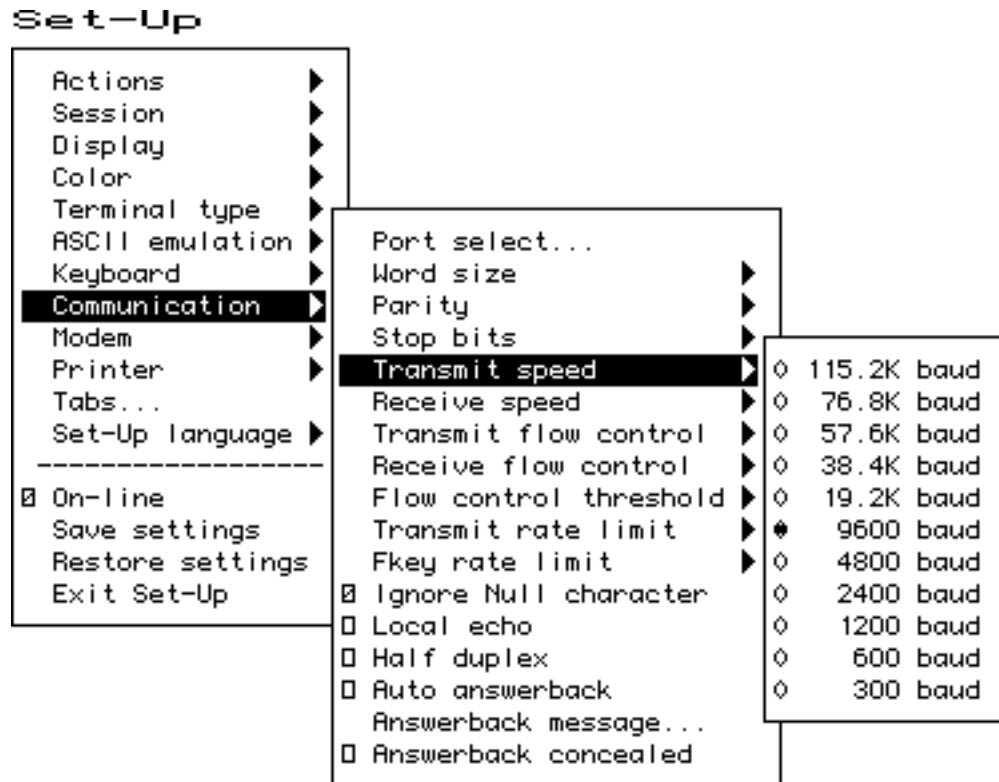 Set-Up
Actions
Session
Display
Color
Terminal type
ASCII emulation
Keyboard
Communication
Modem
Printer
Tabs...
Set-Up language
------------------
On-line
Save settings
Restore settings
Exit Set-Up
Port select...
Word size
Parity
Stop bits
Transmit speed
Receive speed
Transmit flow control
Receive flow control
Flow control threshold
Transmit rate limit
Fkey rate limit
Ignore Null character
Local echo
Half duplex
Auto answerback
Answerback message...
Answerback concealed
115.2K baud
76.8K baud
57.6K baud
38.4K baud
19.2K baud
9600 baud
4800 baud
2400 baud
1200 baud
600 baud
300 baud